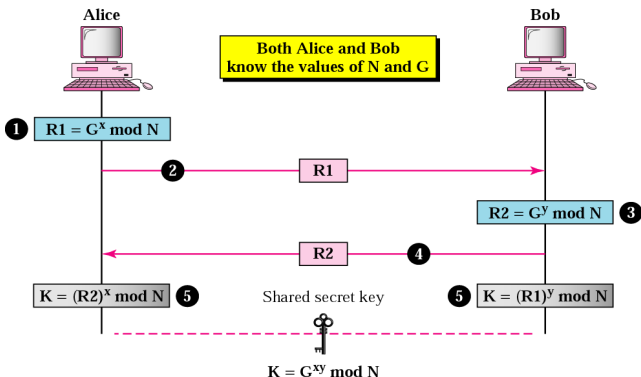 Alice
Bob
Both Alice and Bob
know the values of N and G
1
R1 = G^x mod N
2
R1
R2 = G^y mod N
3
R2
4
K = (R2)^x mod N
5
Shared secret key
5
K = (R1)^y mod N
K = G^xy mod N